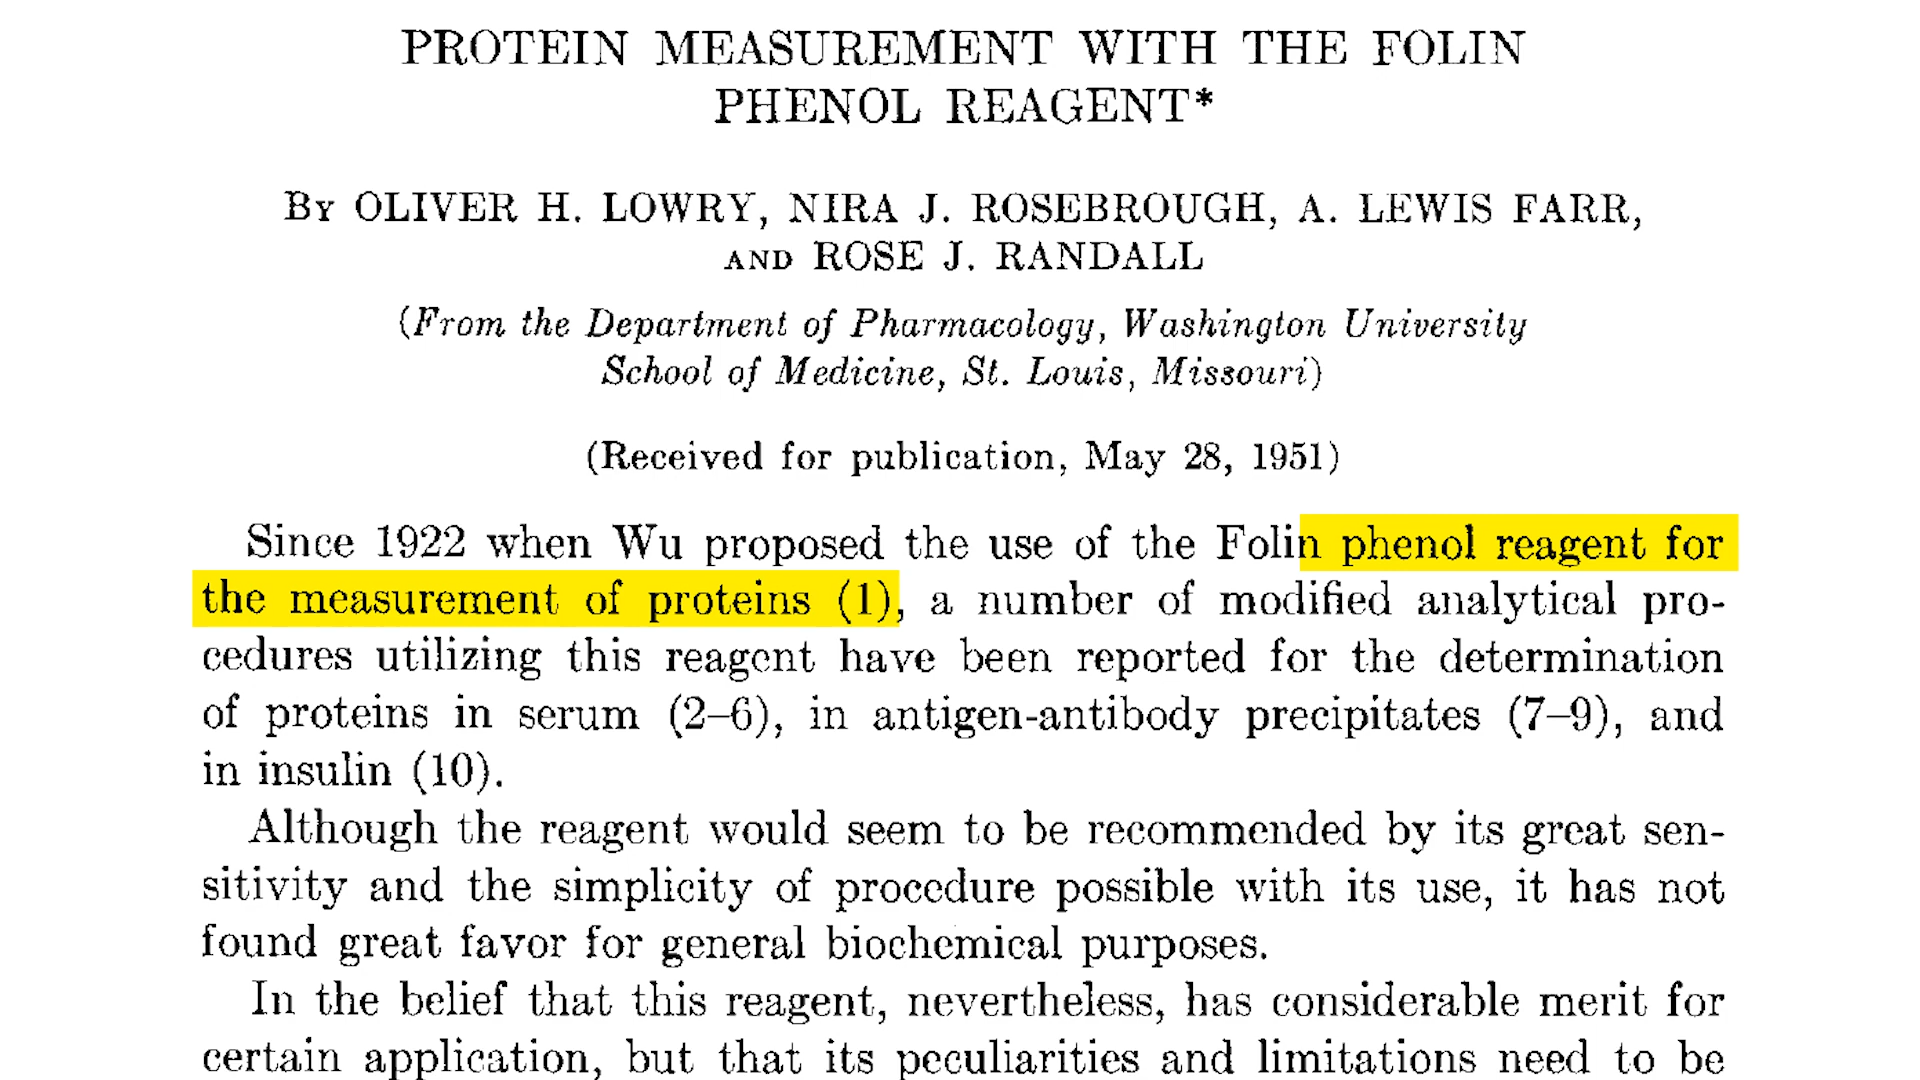 PROTEIN MEASUREMENT WITH THE FOLIN
PHENOL REAGENT*
By OLIVER H. LOWRY, NIRA J. ROSEBROUGH, A. LEWIS FARR,
AND ROSE J. RANDALL
(From the Department of Pharmacology, Washington University
School of Medicine, St. Louis, Missouri)
(Received for publication, May 28, 1951)
Since 1922 when Wu proposed the use of the Folin phenol reagent for
the measurement of proteins (1), a number of modified analytical pro-
cedures utilizing this reagent have been reported for the determination
of proteins in serum (2–6), in antigen-antibody precipitates (7–9), and
in insulin (10).
Although the reagent would seem to be recommended by its great sen-
sitivity and the simplicity of procedure possible with its use, it has not
found great favor for general biochemical purposes.
In the belief that this reagent, nevertheless, has considerable merit for
certain application, but that its peculiarities and limitations need to be